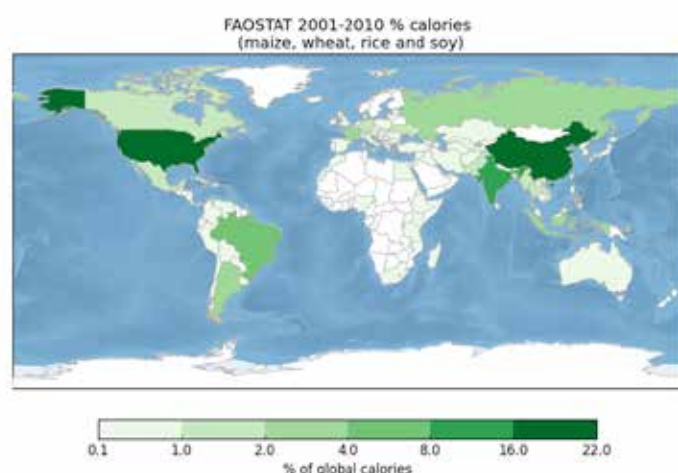 FAOSTAT 2001-2010 % calories
(maize, wheat, rice and soy)
0.1 1.0 2.0 4.0 8.0 16.0 22.0
% of global calories